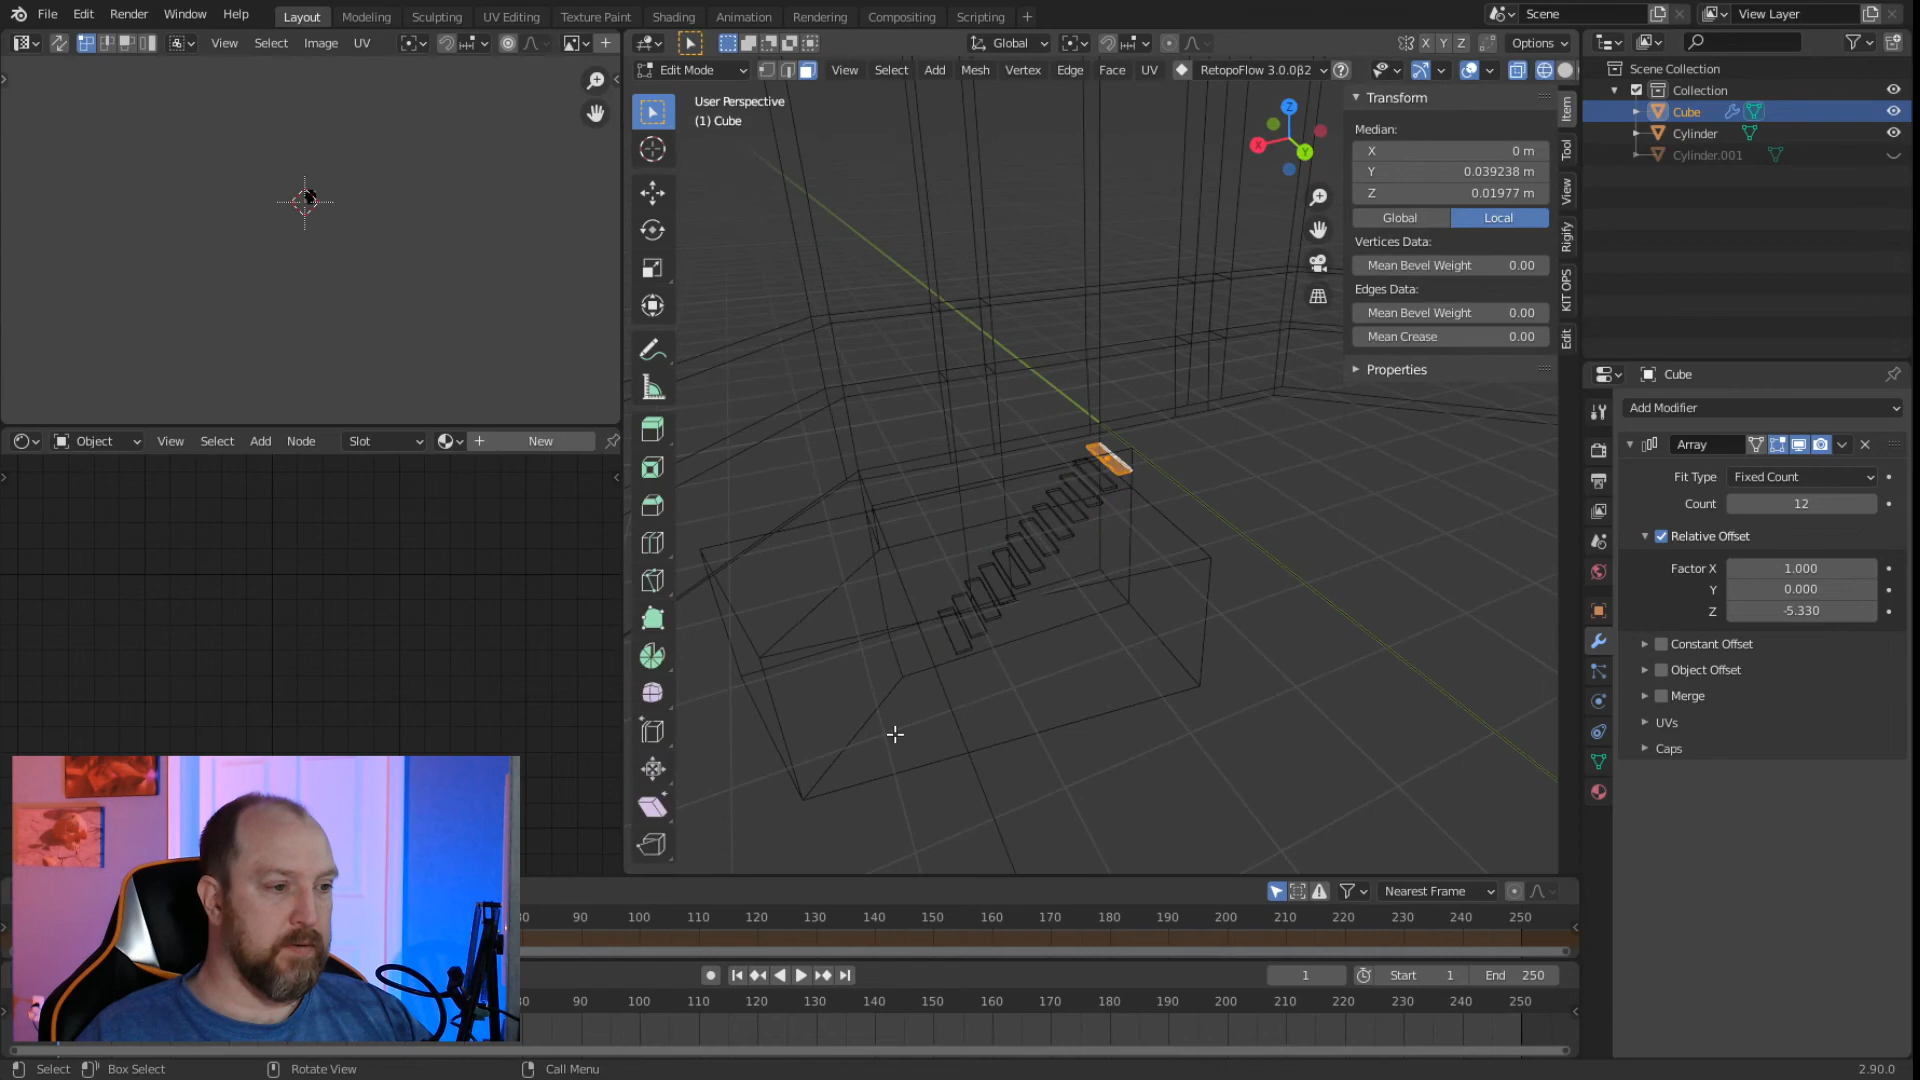 File Edit Render Window Help Layout Modeling Sculpting UV Editing Texture Paint Shading Animation Rendering Compositing Scripting + Scene View Layer
View Select Image UV Global X Y Z Options
Edit Mode View Select Add Mesh Vertex Edge Face UV RetopoFlow 3.0.0β2
User Perspective
(1) Cube
Z
X
Y
Transform
Median:
X 0 m
Y 0.039238 m
Z 0.01977 m
Global Local
Vertices Data:
Mean Bevel Weight 0.00
Edges Data:
Mean Bevel Weight 0.00
Mean Crease 0.00
Properties
Item
Tool
View
Rigify
KIT OPS
Edit
Scene Collection
Collection
Cube
Cylinder
Cylinder.001
Cube
Add Modifier
Array
Fit Type Fixed Count
Count 12
Relative Offset
Factor X 1.000
Y 0.000
Z -5.330
Constant Offset
Object Offset
Merge
UVs
Caps
Object View Select Add Node Slot New
Nearest Frame
80 90 100 110 120 130 140 150 160 170 180 190 200 210 220 230 240 250
1 Start 1 End 250
80 90 100 110 120 130 140 150 160 170 180 190 200 210 220 230 240 250
Select Box Select Rotate View Call Menu 2.90.0